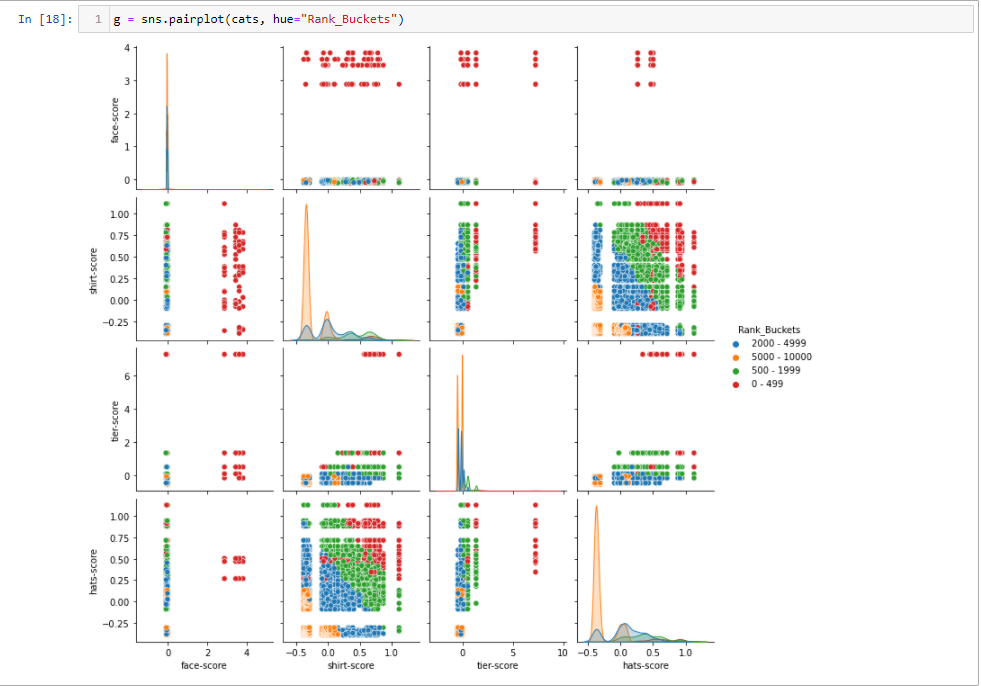 In [18]: 1 g = sns.pairplot(cats, hue="Rank_Buckets")
4
3
2
1
0
face-score
1.00
0.75
0.50
0.25
0.00
−0.25
shirt-score
Rank_Buckets
2000 - 4999
5000 - 10000
500 - 1999
0 - 499
6
4
2
0
tier-score
1.00
0.75
0.50
0.25
0.00
−0.25
hats-score
0 2 4 −0.5 0.0 0.5 1.0 0 5 10 −0.5 0.0 0.5 1.0
face-score shirt-score tier-score hats-score